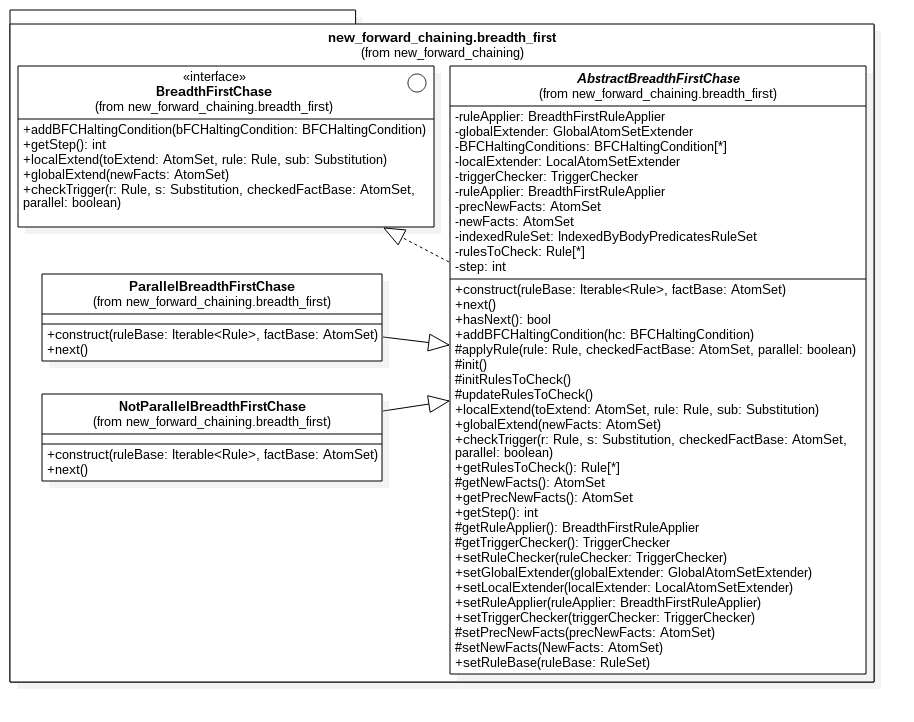 new_forward_chaining.breadth_first
(from new_forward_chaining)
«interface»
BreadthFirstChase
(from new_forward_chaining.breadth_first)
+addBFCHaltingCondition(bFCHaltingCondition: BFCHaltingCondition)
+getStep(): int
+localExtend(toExtend: AtomSet, rule: Rule, sub: Substitution)
+globalExtend(newFacts: AtomSet)
+checkTrigger(r: Rule, s: Substitution, checkedFactBase: AtomSet,
parallel: boolean)
ParallelBreadthFirstChase
(from new_forward_chaining.breadth_first)
+construct(ruleBase: Iterable<Rule>, factBase: AtomSet)
+next()
NotParallelBreadthFirstChase
(from new_forward_chaining.breadth_first)
+construct(ruleBase: Iterable<Rule>, factBase: AtomSet)
+next()
AbstractBreadthFirstChase
(from new_forward_chaining.breadth_first)
-ruleApplier: BreadthFirstRuleApplier
-globalExtender: GlobalAtomSetExtender
-BFCHaltingConditions: BFCHaltingCondition[*]
-localExtender: LocalAtomSetExtender
-triggerChecker: TriggerChecker
-ruleApplier: BreadthFirstRuleApplier
-precNewFacts: AtomSet
-newFacts: AtomSet
-indexedRuleSet: IndexedByBodyPredicatesRuleSet
-rulesToCheck: Rule[*]
-step: int
+construct(ruleBase: Iterable<Rule>, factBase: AtomSet)
+next()
+hasNext(): bool
+addBFCHaltingCondition(hc: BFCHaltingCondition)
#applyRule(rule: Rule, checkedFactBase: AtomSet, parallel: boolean)
#init()
#initRulesToCheck()
#updateRulesToCheck()
+localExtend(toExtend: AtomSet, rule: Rule, sub: Substitution)
+globalExtend(newFacts: AtomSet)
+checkTrigger(r: Rule, s: Substitution, checkedFactBase: AtomSet,
parallel: boolean)
+getRulesToCheck(): Rule[*]
#getNewFacts(): AtomSet
+getPrecNewFacts(): AtomSet
+getStep(): int
#getRuleApplier(): BreadthFirstRuleApplier
#getTriggerChecker(): TriggerChecker
+setRuleChecker(ruleChecker: TriggerChecker)
+setGlobalExtender(globalExtender: GlobalAtomSetExtender)
+setLocalExtender(localExtender: LocalAtomSetExtender)
+setRuleApplier(ruleApplier: BreadthFirstRuleApplier)
+setTriggerChecker(triggerChecker: TriggerChecker)
#setPrecNewFacts(precNewFacts: AtomSet)
#setNewFacts(NewFacts: AtomSet)
+setRuleBase(ruleBase: RuleSet)